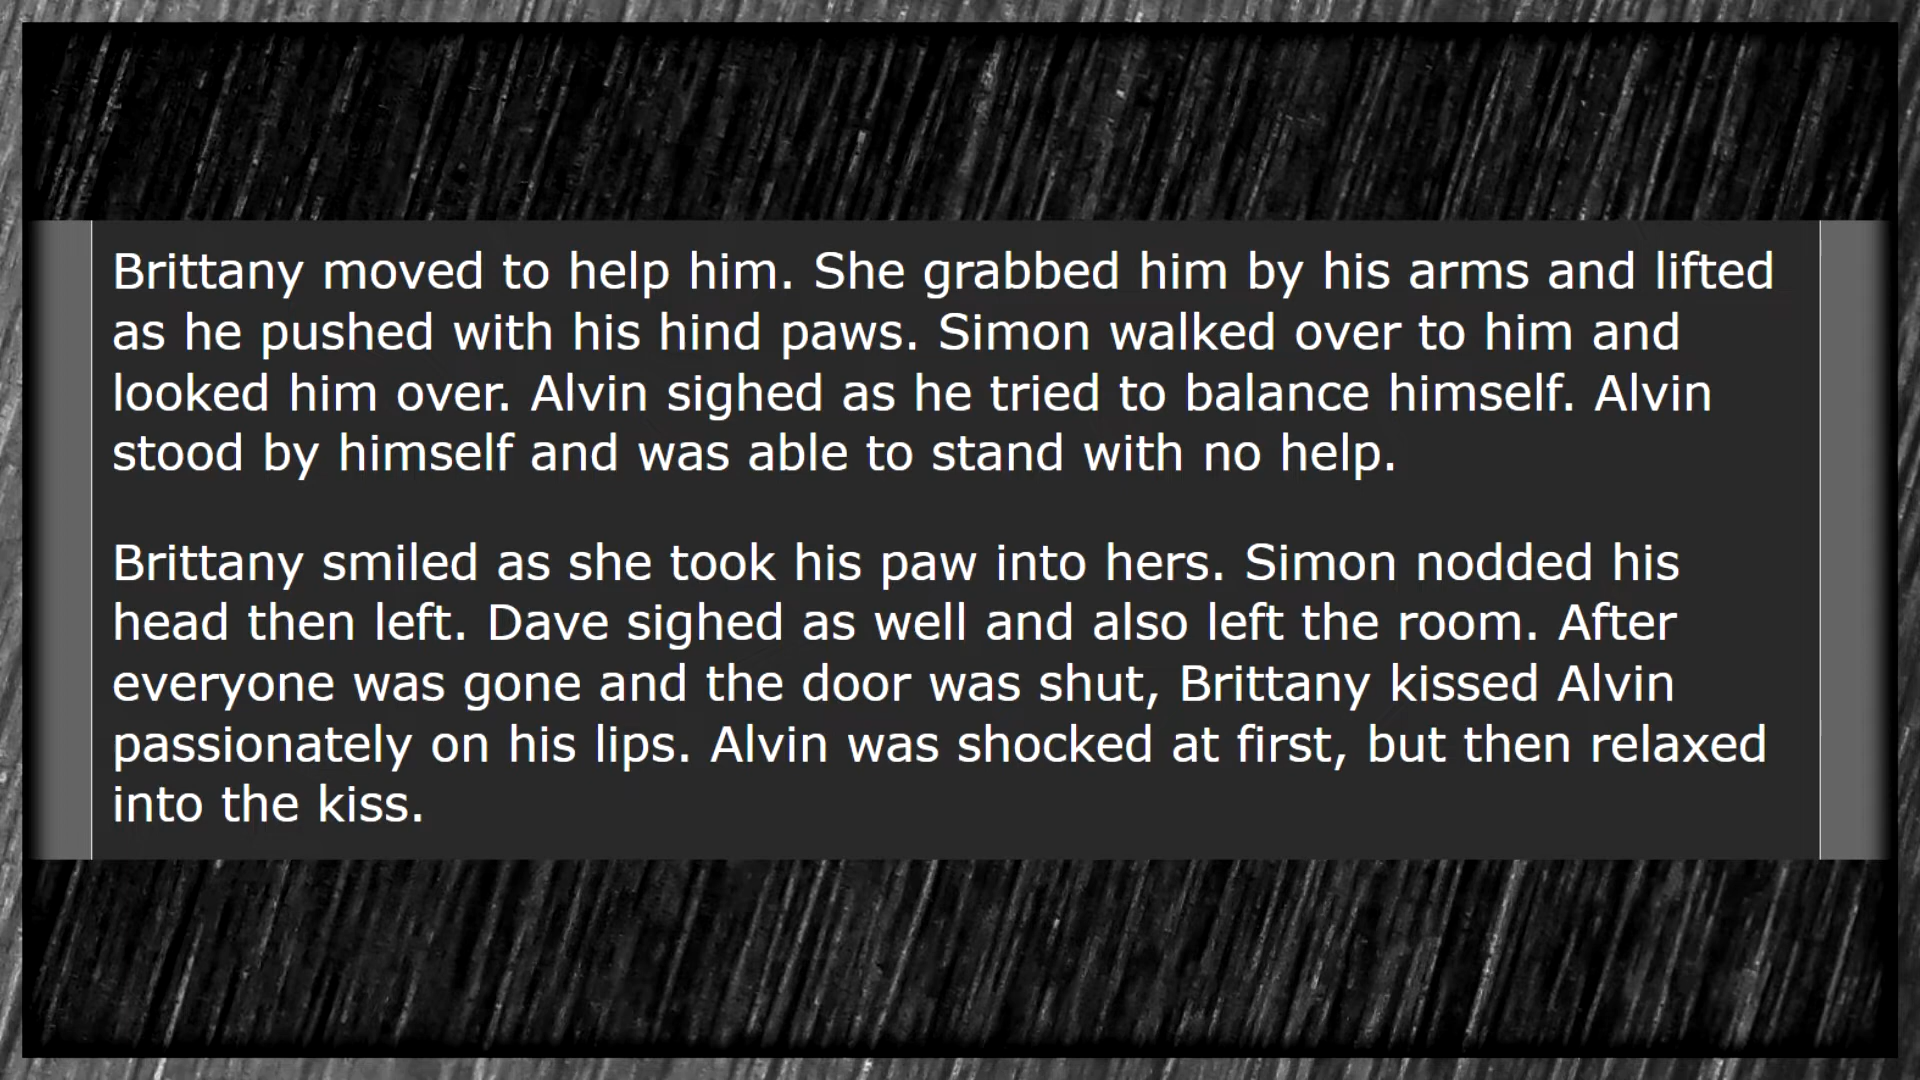 Brittany moved to help him. She grabbed him by his arms and lifted
as he pushed with his hind paws. Simon walked over to him and
looked him over. Alvin sighed as he tried to balance himself. Alvin
stood by himself and was able to stand with no help.
Brittany smiled as she took his paw into hers. Simon nodded his
head then left. Dave sighed as well and also left the room. After
everyone was gone and the door was shut, Brittany kissed Alvin
passionately on his lips. Alvin was shocked at first, but then relaxed
into the kiss.